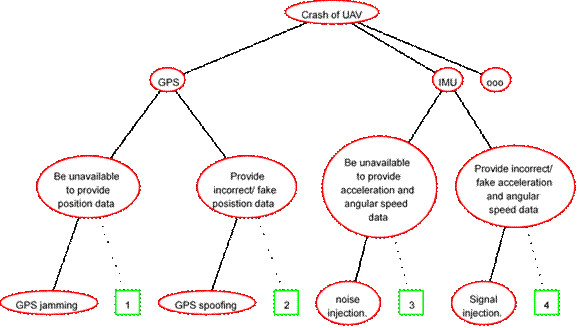 Crash of UAV
GPS
IMU
ooo
Be unavailable
to provide
position data
Provide
incorrect/ fake
posistion data
Be unavailable
to provide
acceleration and
angular speed
data
Provide incorrect/
fake acceleration
and angular
speed data
GPS jamming
1
GPS spoofing
2
noise
injection.
3
Signal
injection.
4